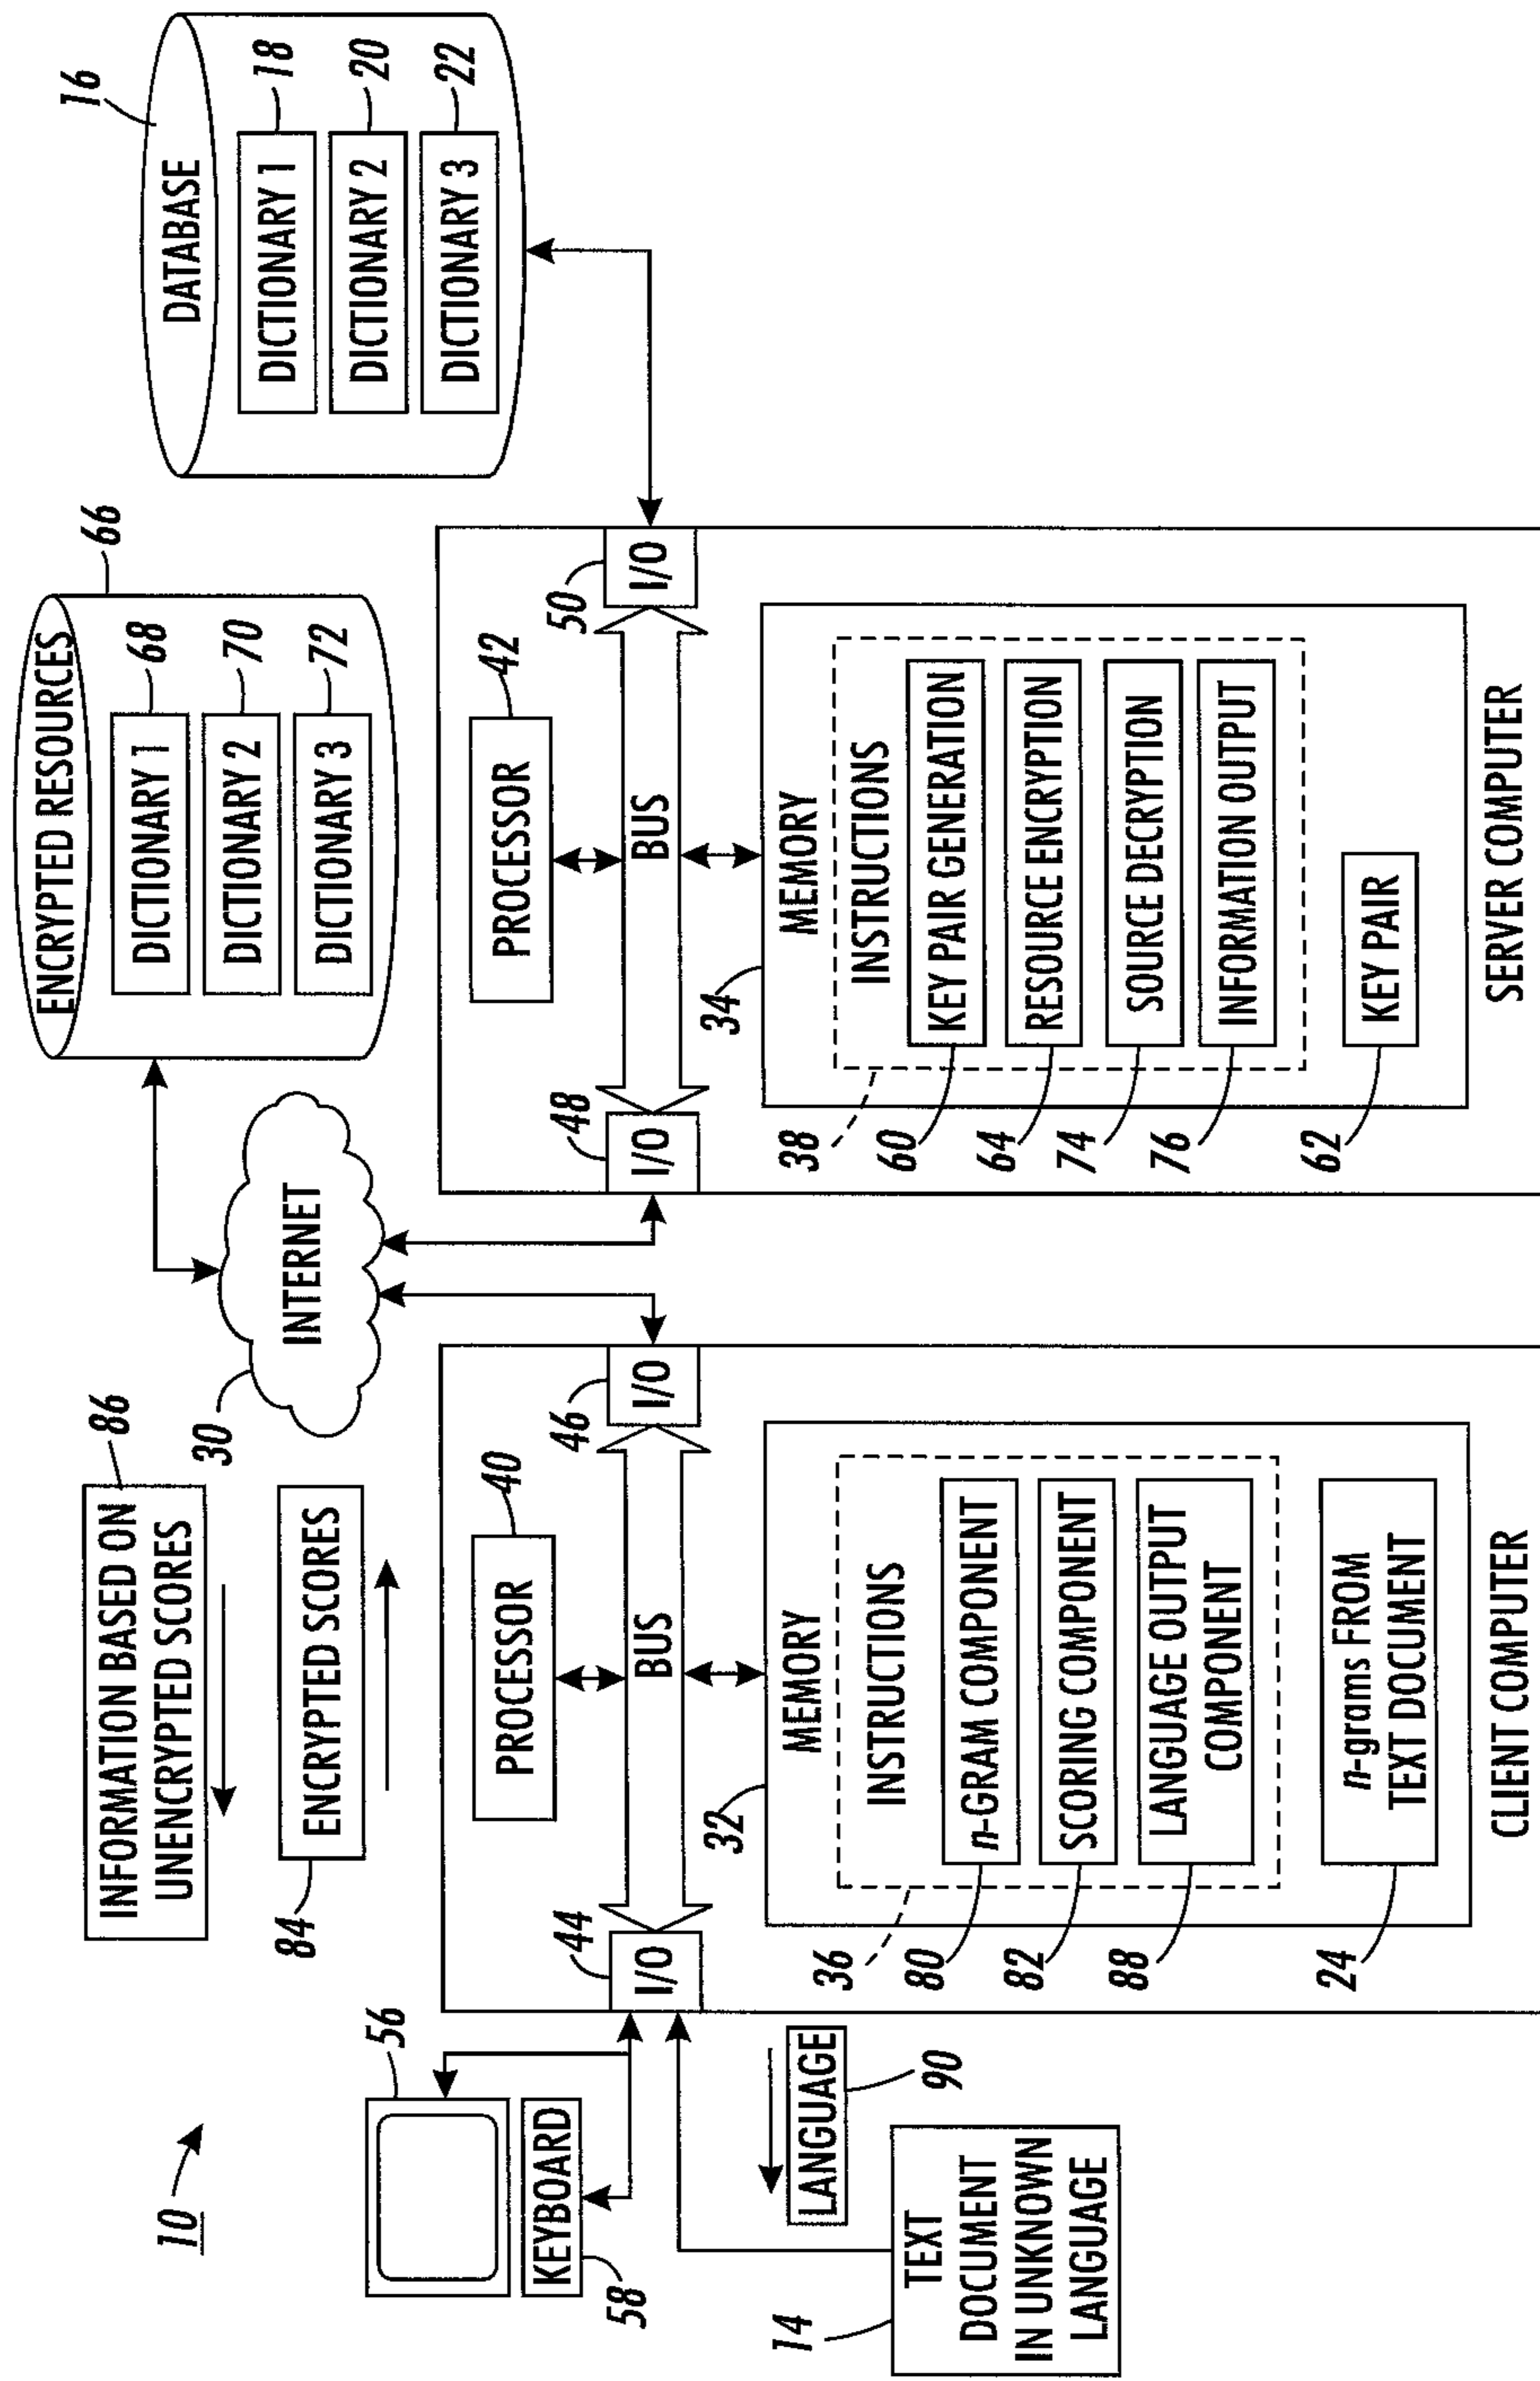 10
56
KEYBOARD
58
TEXT
DOCUMENT
IN UNKNOWN
LANGUAGE
14
LANGUAGE
90
INFORMATION BASED ON
UNENCRYPTED SCORES
86
ENCRYPTED SCORES
84
INTERNET
30
ENCRYPTED RESOURCES
66
DICTIONARY 1
68
DICTIONARY 2
70
DICTIONARY 3
72
DATABASE
16
DICTIONARY 1
18
DICTIONARY 2
20
DICTIONARY 3
22
PROCESSOR
40
44
I/O
BUS
46
I/O
32
MEMORY
INSTRUCTIONS
36
n-GRAM COMPONENT
80
SCORING COMPONENT
82
LANGUAGE OUTPUT
COMPONENT
88
n-grams FROM
TEXT DOCUMENT
24
CLIENT COMPUTER
PROCESSOR
42
48
I/O
BUS
50
I/O
34
MEMORY
INSTRUCTIONS
38
KEY PAIR GENERATION
60
RESOURCE ENCRYPTION
64
SOURCE DECRYPTION
74
INFORMATION OUTPUT
76
KEY PAIR
62
SERVER COMPUTER